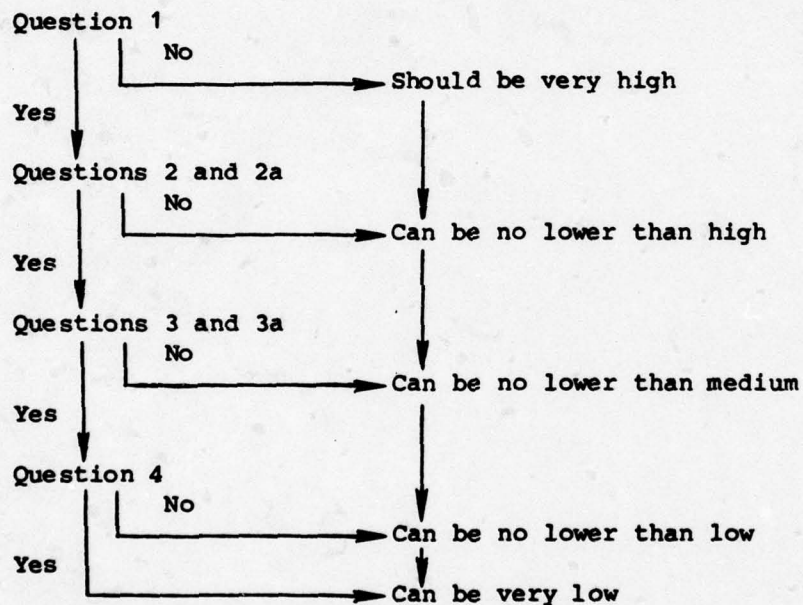 Question 1
No
Should be very high
Yes
Questions 2 and 2a
No
Can be no lower than high
Yes
Questions 3 and 3a
No
Can be no lower than medium
Yes
Question 4
No
Can be no lower than low
Yes
Can be very low